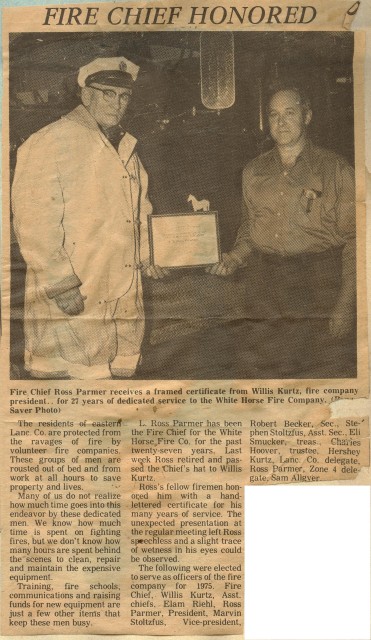 FIRE CHIEF HONORED
Fire Chief Ross Parmer receives a framed certificate from Willis Kurtz, fire company
president.. for 27 years of dedicated service to the White Horse Fire Company.
Saver Photo)
The residents of eastern
Lanc. Co. are protected from
the ravages of fire by
volunteer fire companies.
These groups of men are
rousted out of bed and from
work at all hours to save
property and lives.
Many of us do not realize
how much time goes into this
endeavor by these dedicated
men. We know how much
time is spent on fighting
fires, but we don't know how
many hours are spent behind
the scenes to clean, repair
and maintain the expensive
equipment.
Training, fire schools,
communications and raising
funds for new equipment are
just a few other items that
keep these men busy.
L. Ross Parmer has been
the Fire Chief for the White
Horse Fire Co. for the past
twenty-seven years. Last
week Ross retired and pas-
sed the Chief's hat to Willis
Kurtz.
Ross's fellow firemen hon-
ored him with a hand-
lettered certificate for his
many years of service. The
unexpected presentation at
the regular meeting left Ross
speechless and a slight trace
of wetness in his eyes could
be observed.
The following were elected
to serve as officers of the fire
company for 1975. Fire
Chief, Willis Kurtz, Asst.
chiefs, Elam Riehl, Ross
Parmer, President, Marvin
Stoltzfus, Vice-president,
Robert Becker, Sec., Ste-
phen Stoltzfus, Asst. Sec., Eli
Smucker, treas., Charles
Hoover, trustee, Hershey
Kurtz, Lanc. Co. delegate,
Ross Parmer, Zone 4 dele-
gate, Sam Allgyer.